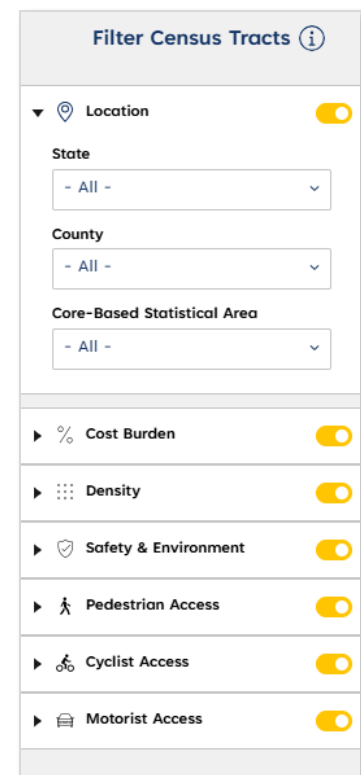 Filter Census Tracts
Location
State
- All -
County
- All -
Core-Based Statistical Area
- All -
Cost Burden
Density
Safety & Environment
Pedestrian Access
Cyclist Access
Motorist Access